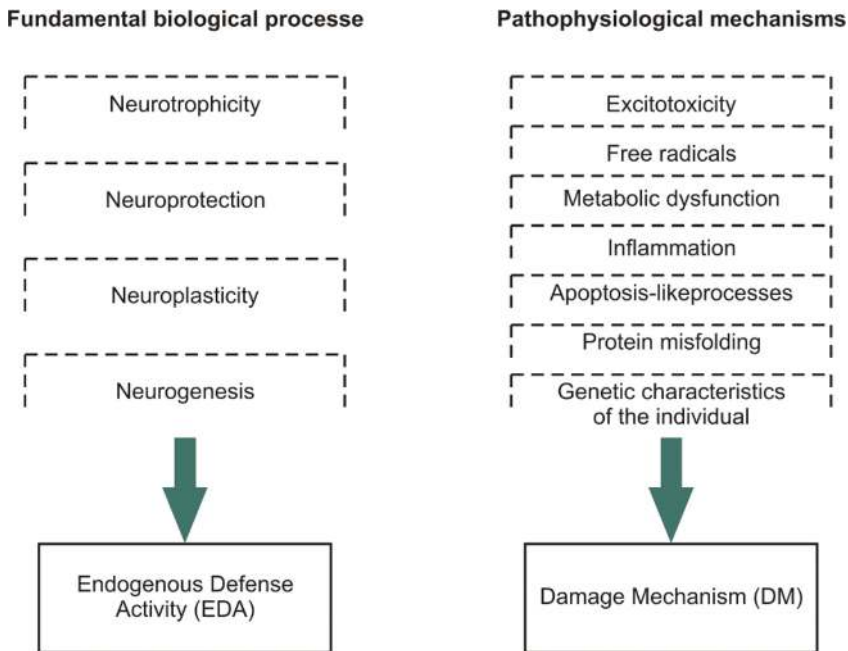 Fundamental biological processe
Neurotrophicity
Neuroprotection
Neuroplasticity
Neurogenesis
Endogenous Defense
Activity (EDA)
Pathophysiological mechanisms
Excitotoxicity
Free radicals
Metabolic dysfunction
Inflammation
Apoptosis-likeprocesses
Protein misfolding
Genetic characteristics
of the individual
Damage Mechanism (DM)